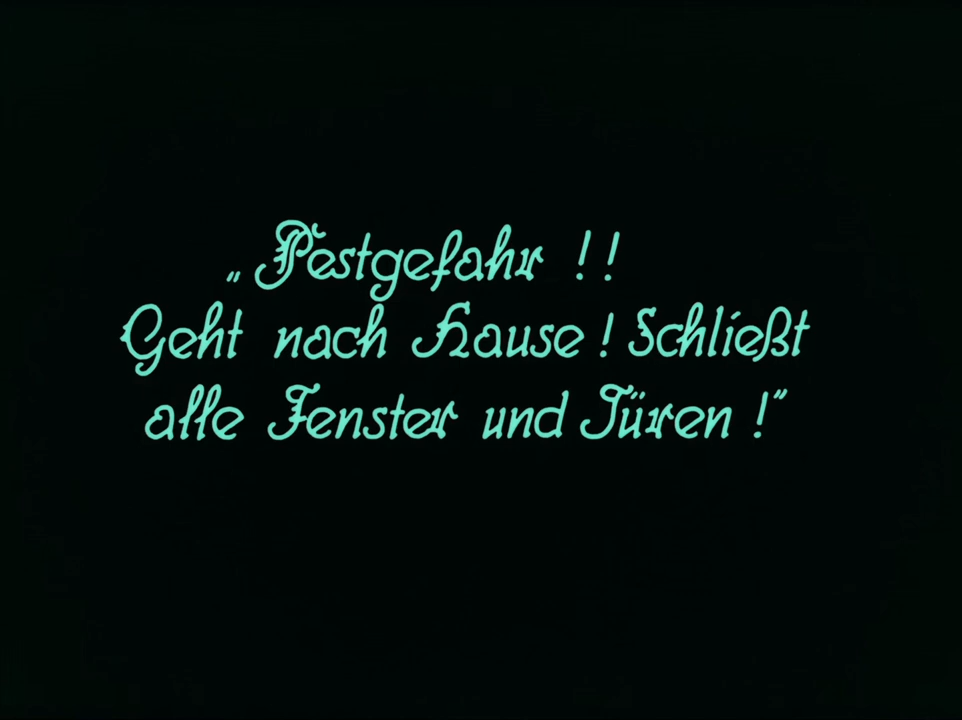 „Pestgefahr !!
Geht nach Hause ! Schließt
alle Fenster und Türen !”